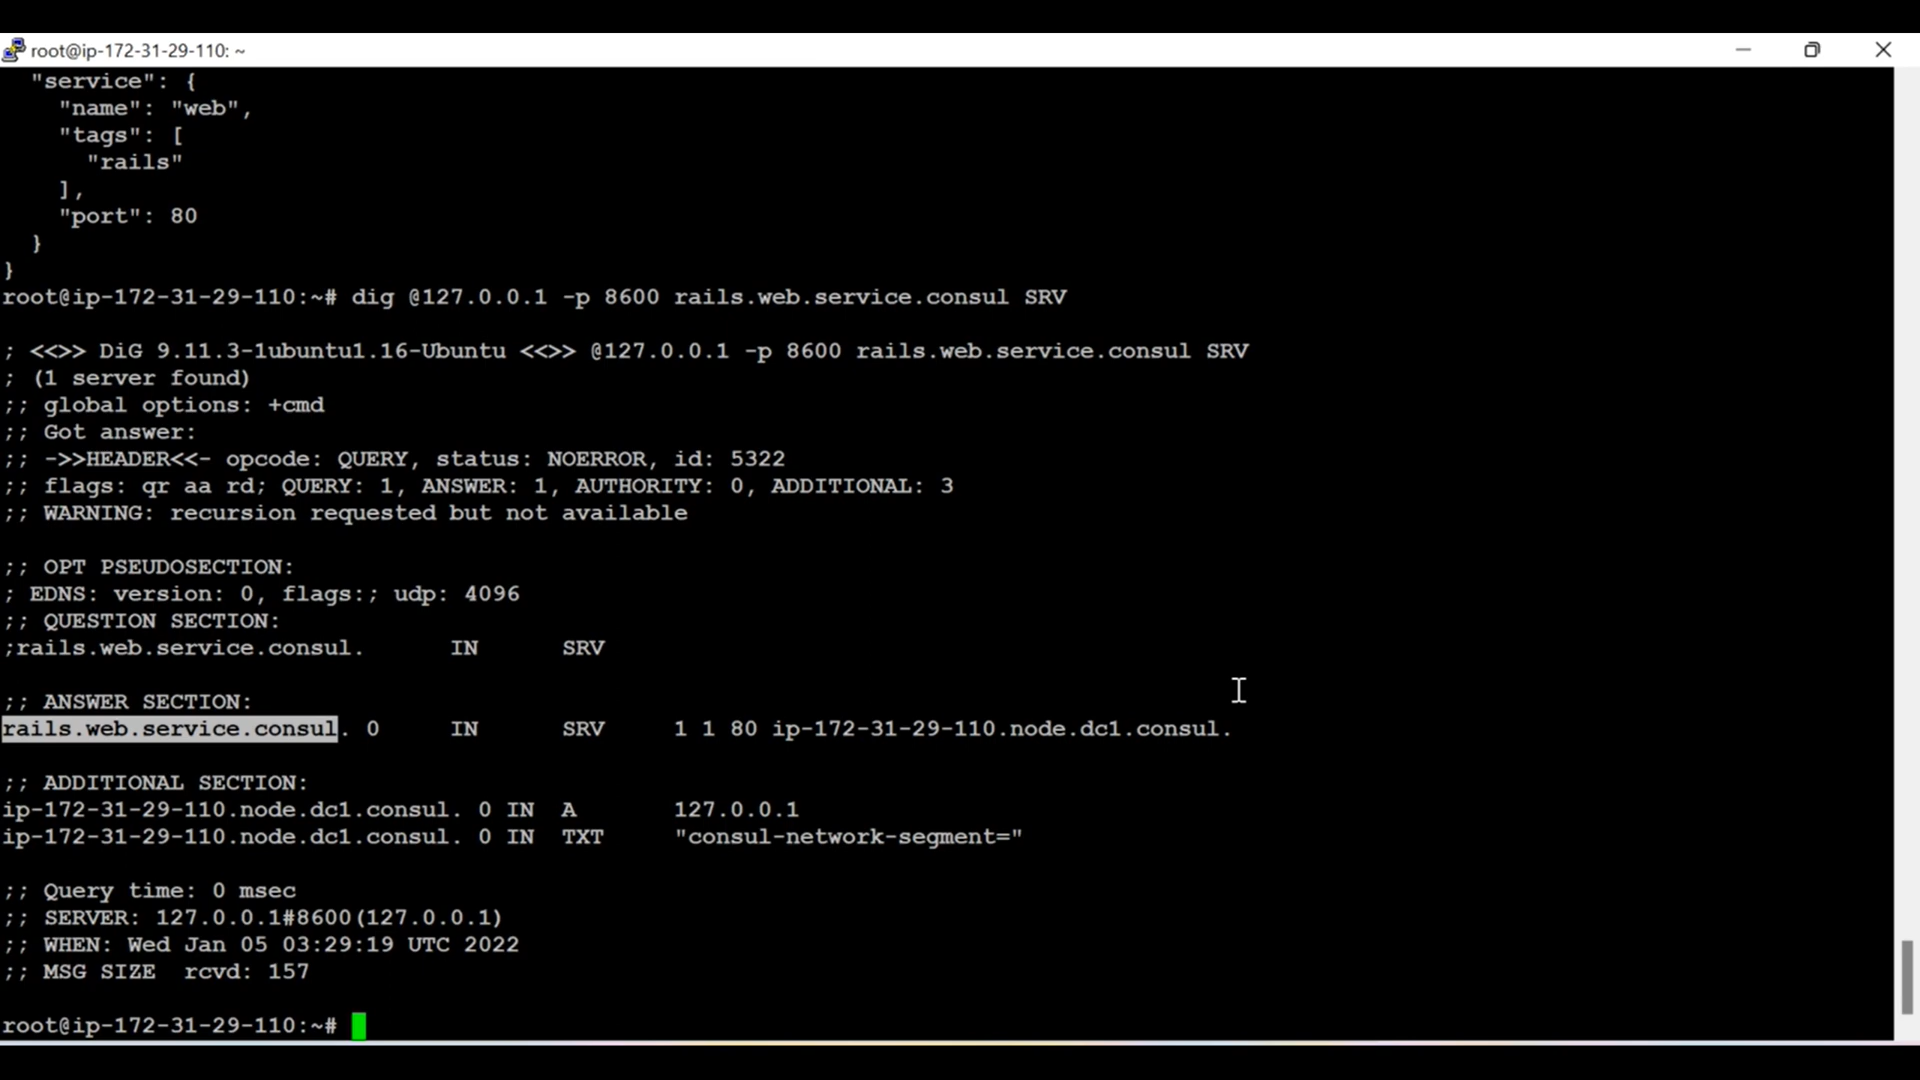 root@ip-172-31-29-110: ~
"service": {
"name": "web",
"tags": [
"rails"
],
"port": 80
}
}
root@ip-172-31-29-110:~# dig @127.0.0.1 -p 8600 rails.web.service.consul SRV
; <<>> DiG 9.11.3-1ubuntu1.16-Ubuntu <<>> @127.0.0.1 -p 8600 rails.web.service.consul SRV
; (1 server found)
;; global options: +cmd
;; Got answer:
;; ->>HEADER<<- opcode: QUERY, status: NOERROR, id: 5322
;; flags: qr aa rd; QUERY: 1, ANSWER: 1, AUTHORITY: 0, ADDITIONAL: 3
;; WARNING: recursion requested but not available
;; OPT PSEUDOSECTION:
; EDNS: version: 0, flags:; udp: 4096
;; QUESTION SECTION:
;rails.web.service.consul. IN SRV
;; ANSWER SECTION:
rails.web.service.consul. 0 IN SRV 1 1 80 ip-172-31-29-110.node.dc1.consul.
;; ADDITIONAL SECTION:
ip-172-31-29-110.node.dc1.consul. 0 IN A 127.0.0.1
ip-172-31-29-110.node.dc1.consul. 0 IN TXT "consul-network-segment="
;; Query time: 0 msec
;; SERVER: 127.0.0.1#8600(127.0.0.1)
;; WHEN: Wed Jan 05 03:29:19 UTC 2022
;; MSG SIZE rcvd: 157
root@ip-172-31-29-110:~#